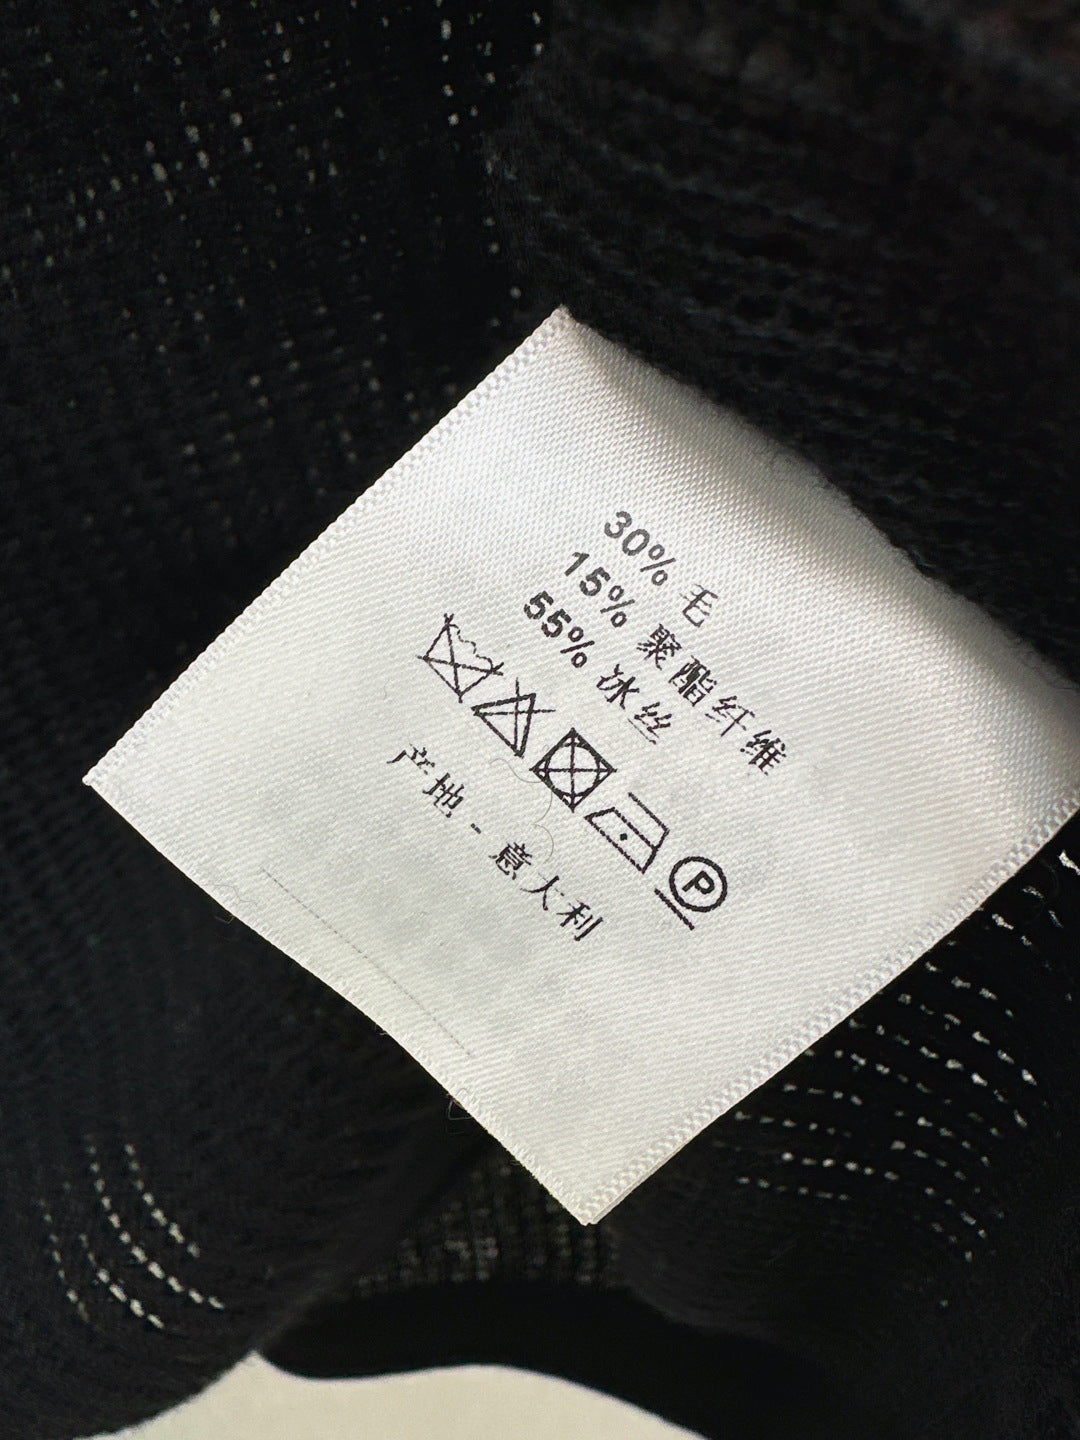 30% 毛
15% 聚酯纤维
55% 冰丝
P
产地-意大利